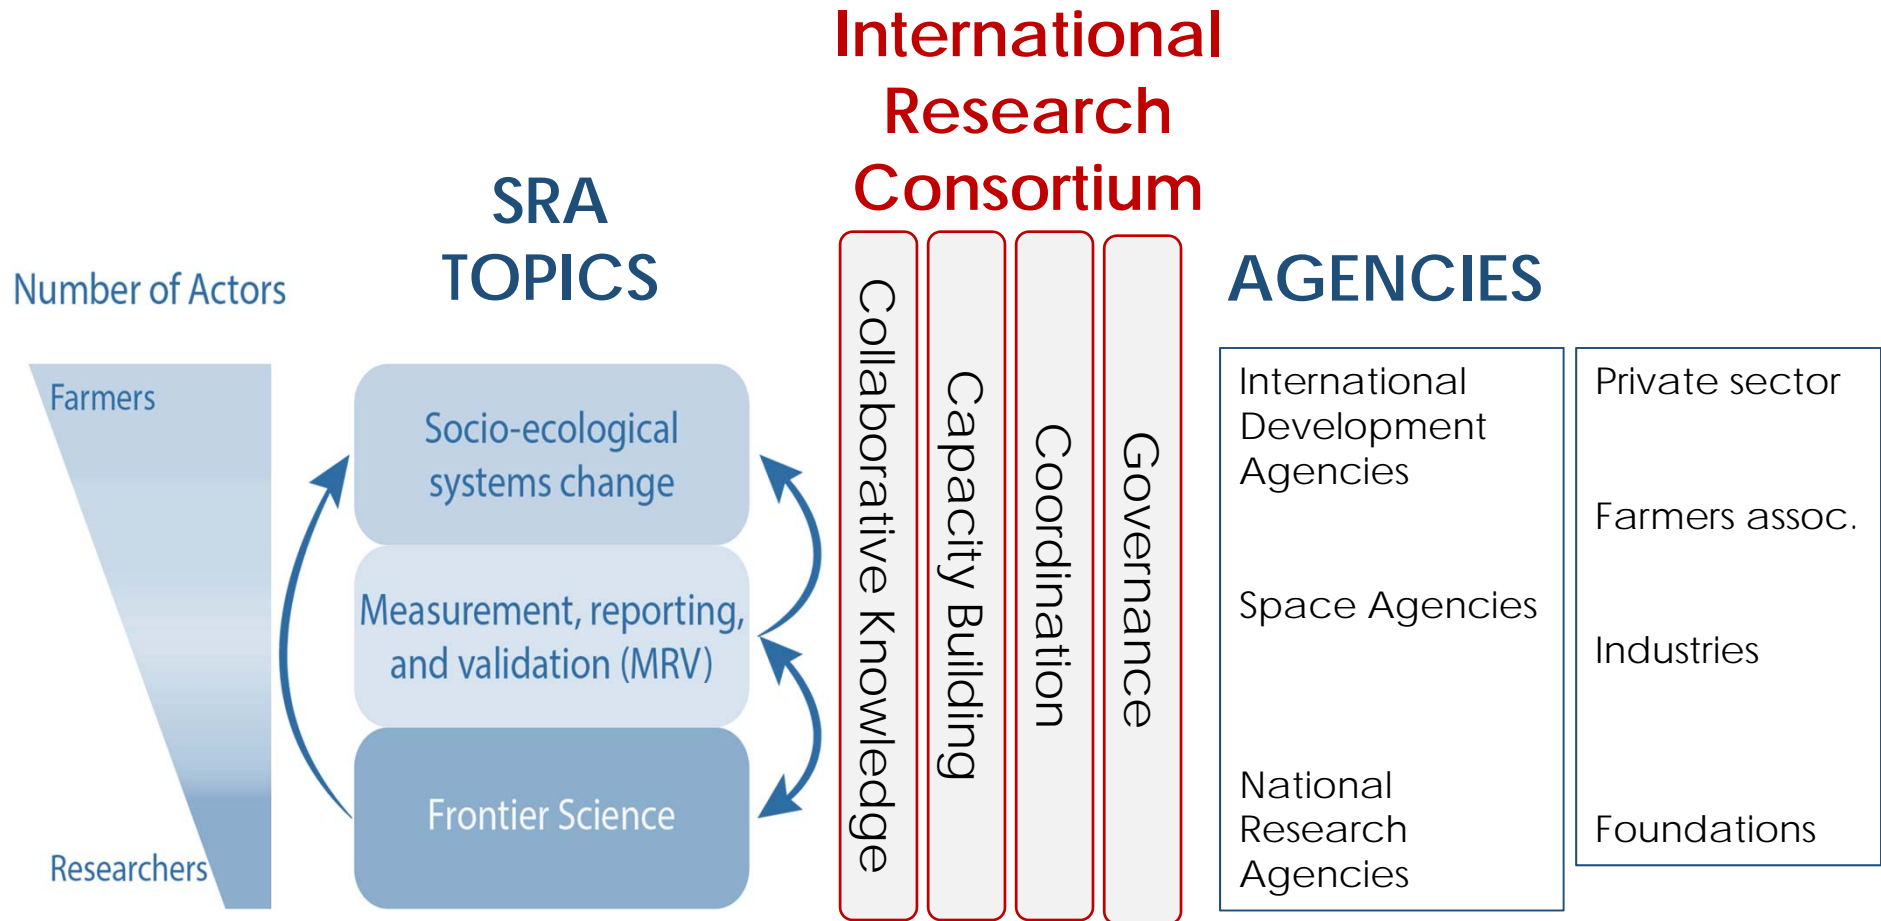 International
Research
Consortium
SRA
TOPICS
Number of Actors
AGENCIES
Farmers
Researchers
Socio-ecological
systems change
Measurement, reporting,
and validation (MRV)
Frontier Science
Collaborative Knowledge
Capacity Building
Coordination
Governance
International
Development
Agencies
Space Agencies
National
Research
Agencies
Private sector
Farmers assoc.
Industries
Foundations